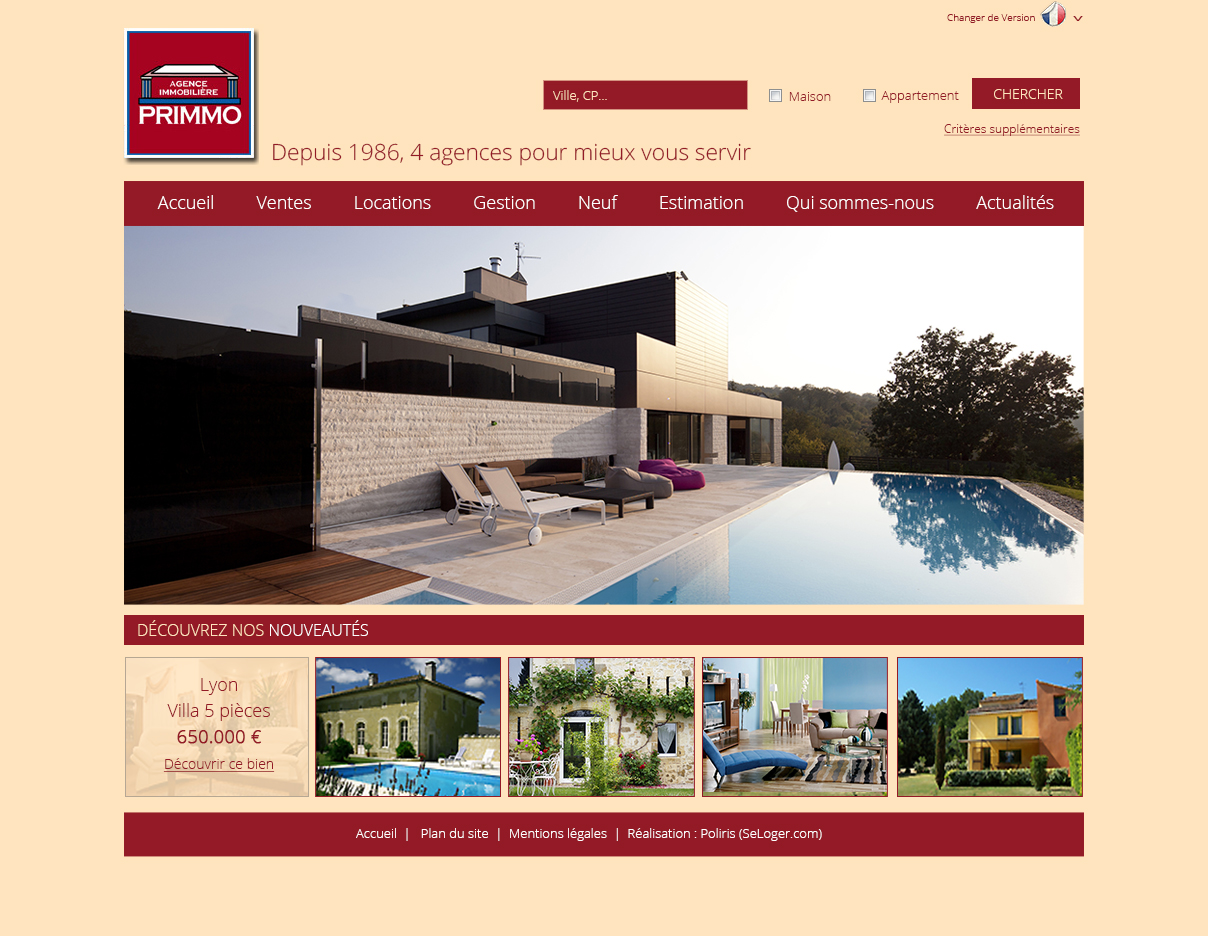 Changer de Version
AGENCE
IMMOBILIÈRE
PRIMMO
Ville, CP...
Maison
Appartement
CHERCHER
Critères supplémentaires
Depuis 1986, 4 agences pour mieux vous servir
Accueil Ventes Locations Gestion Neuf Estimation Qui sommes-nous Actualités
DÉCOUVREZ NOS NOUVEAUTÉS
Lyon
Villa 5 pièces
650.000 €
Découvrir ce bien
Accueil | Plan du site | Mentions légales | Réalisation : Poliris (SeLoger.com)